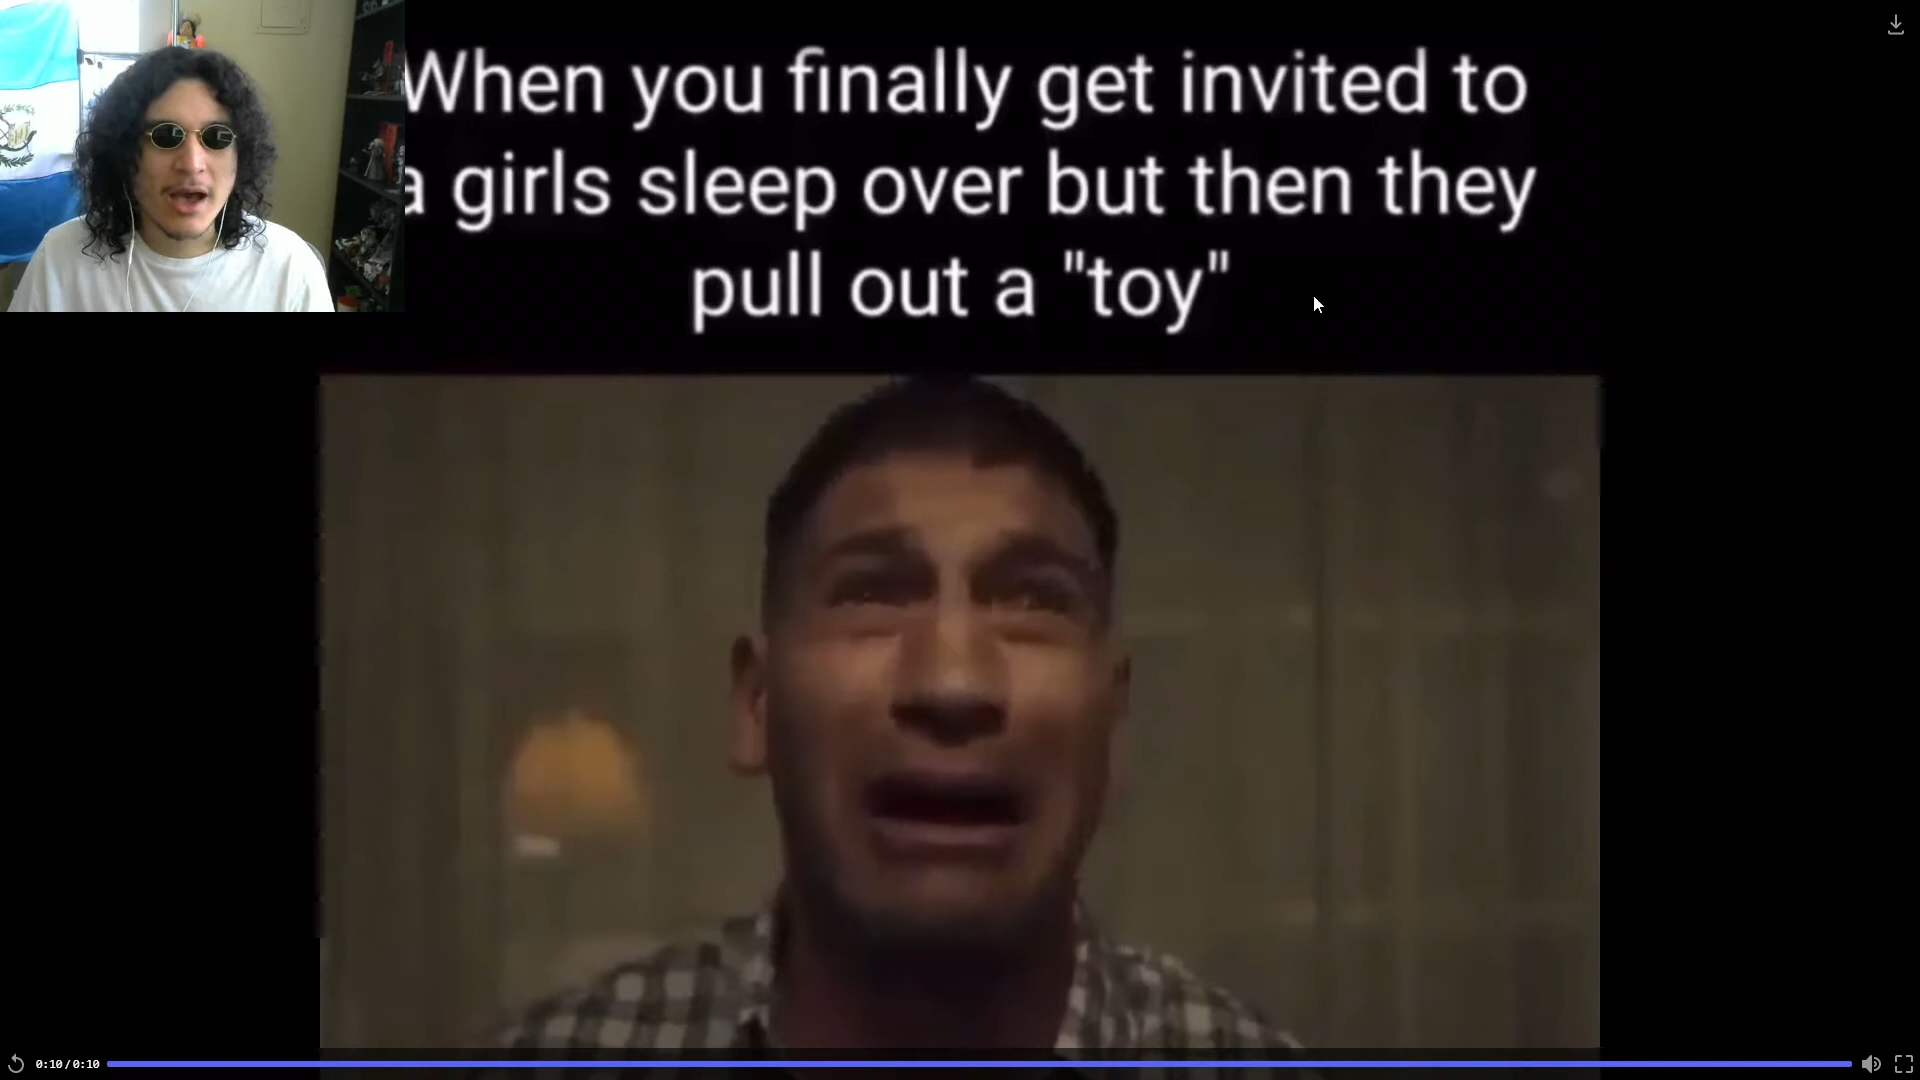 When you finally get invited to
a girls sleep over but then they
pull out a "toy"
0:10/0:10